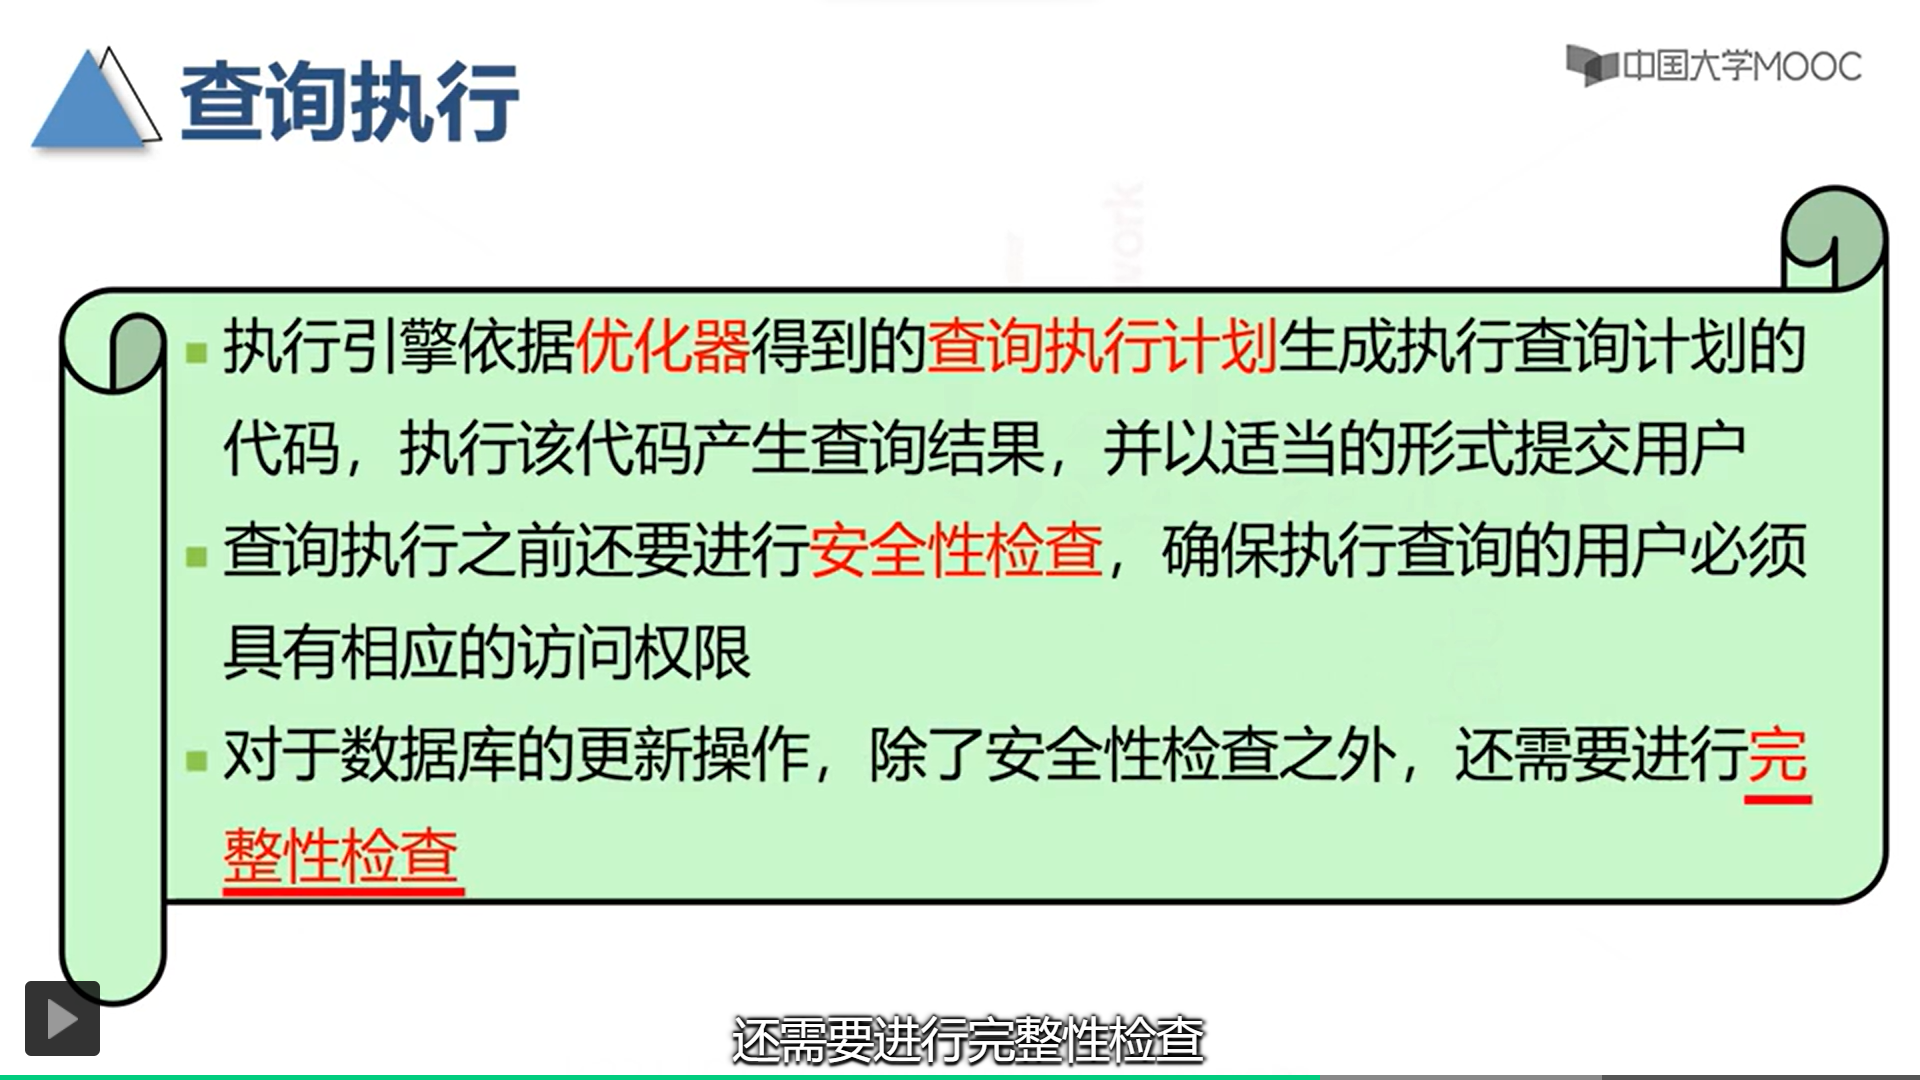 查询执行
中国大学MOOC
work
执行引擎依据优化器得到的查询执行计划生成执行查询计划的
代码，执行该代码产生查询结果，并以适当的形式提交用户
查询执行之前还要进行安全性检查，确保执行查询的用户必须
具有相应的访问权限
对于数据库的更新操作，除了安全性检查之外，还需要进行完
整性检查
还需要进行完整性检查